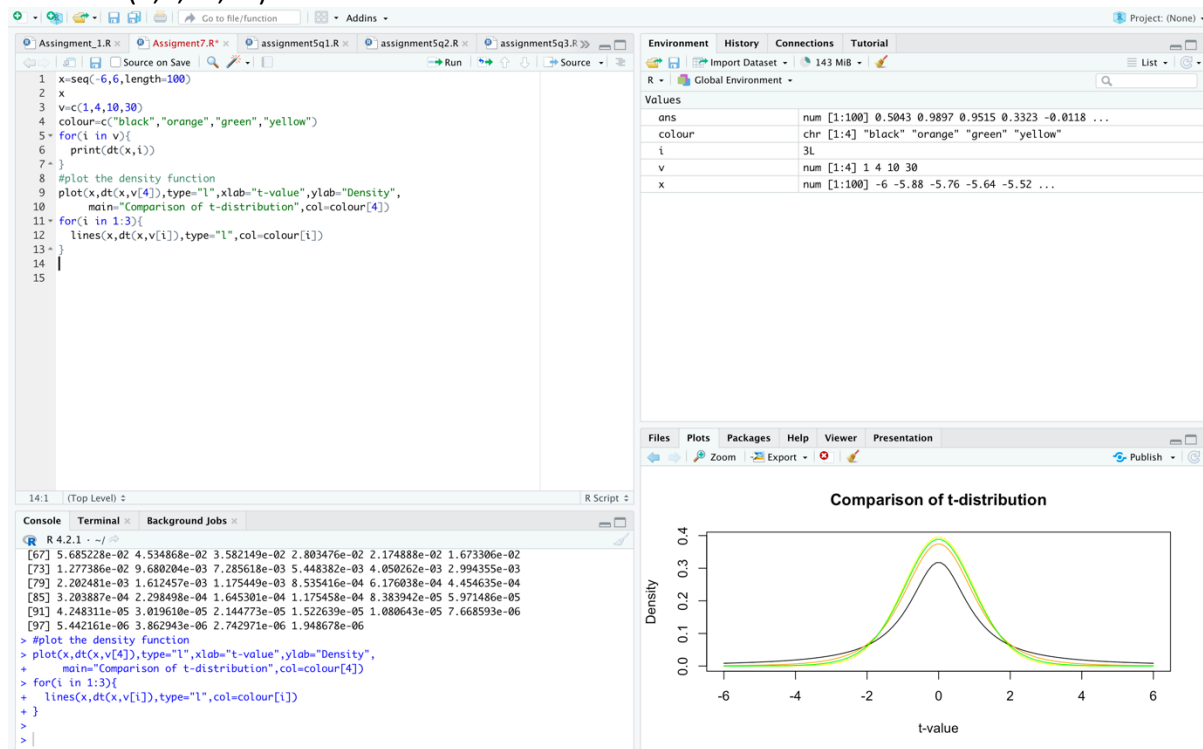 Go to file/function
Addins
Project: (None)
Assingment_1.R
Assigment7.R*
assignment5q1.R
assignment5q2.R
assignment5q3.R
Source on Save
Run
Source
1 x=seq(-6,6,length=100)
2 x
3 v=c(1,4,10,30)
4 colour=c("black","orange","green","yellow")
5 for(i in v){
6 print(dt(x,i))
7 }
8 #plot the density function
9 plot(x,dt(x,v[4]),type="l",xlab="t-value",ylab="Density",
10 main="Comparison of t-distribution",col=colour[4])
11 for(i in 1:3){
12 lines(x,dt(x,v[i]),type="l",col=colour[i])
13 }
14
15
14:1 (Top Level) R Script
Console Terminal Background Jobs
R 4.2.1 · ~/
[67] 5.685228e-02 4.534868e-02 3.582149e-02 2.803476e-02 2.174888e-02 1.673306e-02
[73] 1.277386e-02 9.680204e-03 7.285618e-03 5.448382e-03 4.050262e-03 2.994355e-03
[79] 2.202481e-03 1.612457e-03 1.175449e-03 8.535416e-04 6.176038e-04 4.454635e-04
[85] 3.203887e-04 2.298498e-04 1.645301e-04 1.175458e-04 8.383942e-05 5.971486e-05
[91] 4.248311e-05 3.019610e-05 2.144773e-05 1.522639e-05 1.080643e-05 7.668593e-06
[97] 5.442161e-06 3.862943e-06 2.742971e-06 1.948678e-06
> #plot the density function
> plot(x,dt(x,v[4]),type="l",xlab="t-value",ylab="Density",
+ main="Comparison of t-distribution",col=colour[4])
> for(i in 1:3){
+ lines(x,dt(x,v[i]),type="l",col=colour[i])
+ }
>
>
Environment History Connections Tutorial
Import Dataset 143 MiB List
R Global Environment
Values
ans num [1:100] 0.5043 0.9897 0.9515 0.3323 -0.0118 ...
colour chr [1:4] "black" "orange" "green" "yellow"
i 3L
v num [1:4] 1 4 10 30
x num [1:100] -6 -5.88 -5.76 -5.64 -5.52 ...
Files Plots Packages Help Viewer Presentation
Zoom Export Publish
Comparison of t-distribution
Density
0.4
0.3
0.2
0.1
0.0
-6 -4 -2 0 2 4 6
t-value